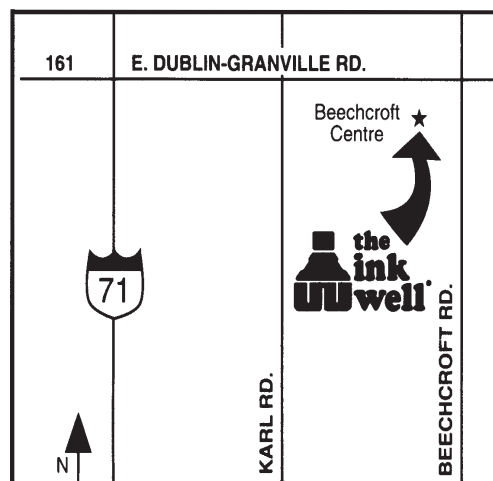 161 E. DUBLIN-GRANVILLE RD.
Beechcroft
Centre
the
ink
well
71
KARL RD.
BEECHCROFT RD.
N